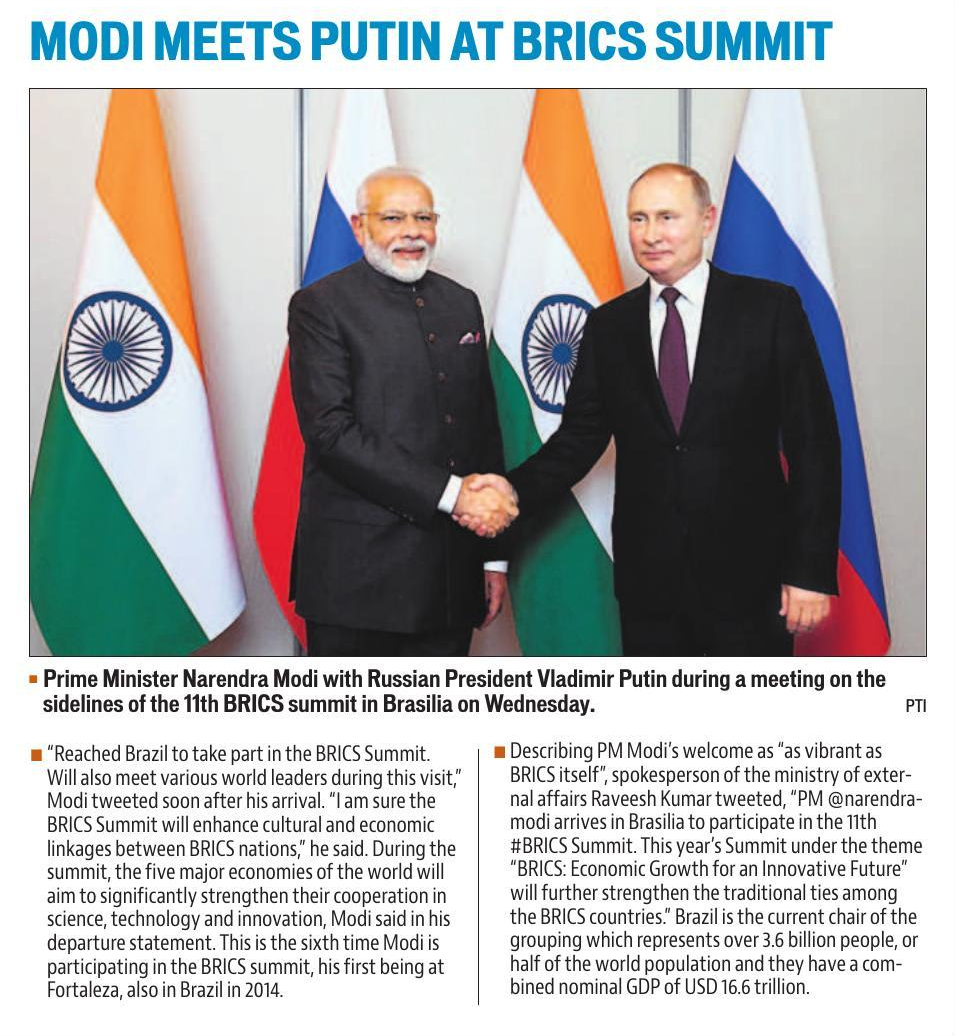 MODI MEETS PUTIN AT BRICS SUMMIT
Prime Minister Narendra Modi with Russian President Vladimir Putin during a meeting on the
sidelines of the 11th BRICS summit in Brasilia on Wednesday.
PTI
“Reached Brazil to take part in the BRICS Summit.
Will also meet various world leaders during this visit,”
Modi tweeted soon after his arrival. “I am sure the
BRICS Summit will enhance cultural and economic
linkages between BRICS nations,” he said. During the
summit, the five major economies of the world will
aim to significantly strengthen their cooperation in
science, technology and innovation, Modi said in his
departure statement. This is the sixth time Modi is
participating in the BRICS summit, his first being at
Fortaleza, also in Brazil in 2014.
Describing PM Modi’s welcome as “as vibrant as
BRICS itself”, spokesperson of the ministry of exter-
nal affairs Raveesh Kumar tweeted, “PM @narendra-
modi arrives in Brasilia to participate in the 11th
#BRICS Summit. This year’s Summit under the theme
“BRICS: Economic Growth for an Innovative Future”
will further strengthen the traditional ties among
the BRICS countries.” Brazil is the current chair of the
grouping which represents over 3.6 billion people, or
half of the world population and they have a com-
bined nominal GDP of USD 16.6 trillion.